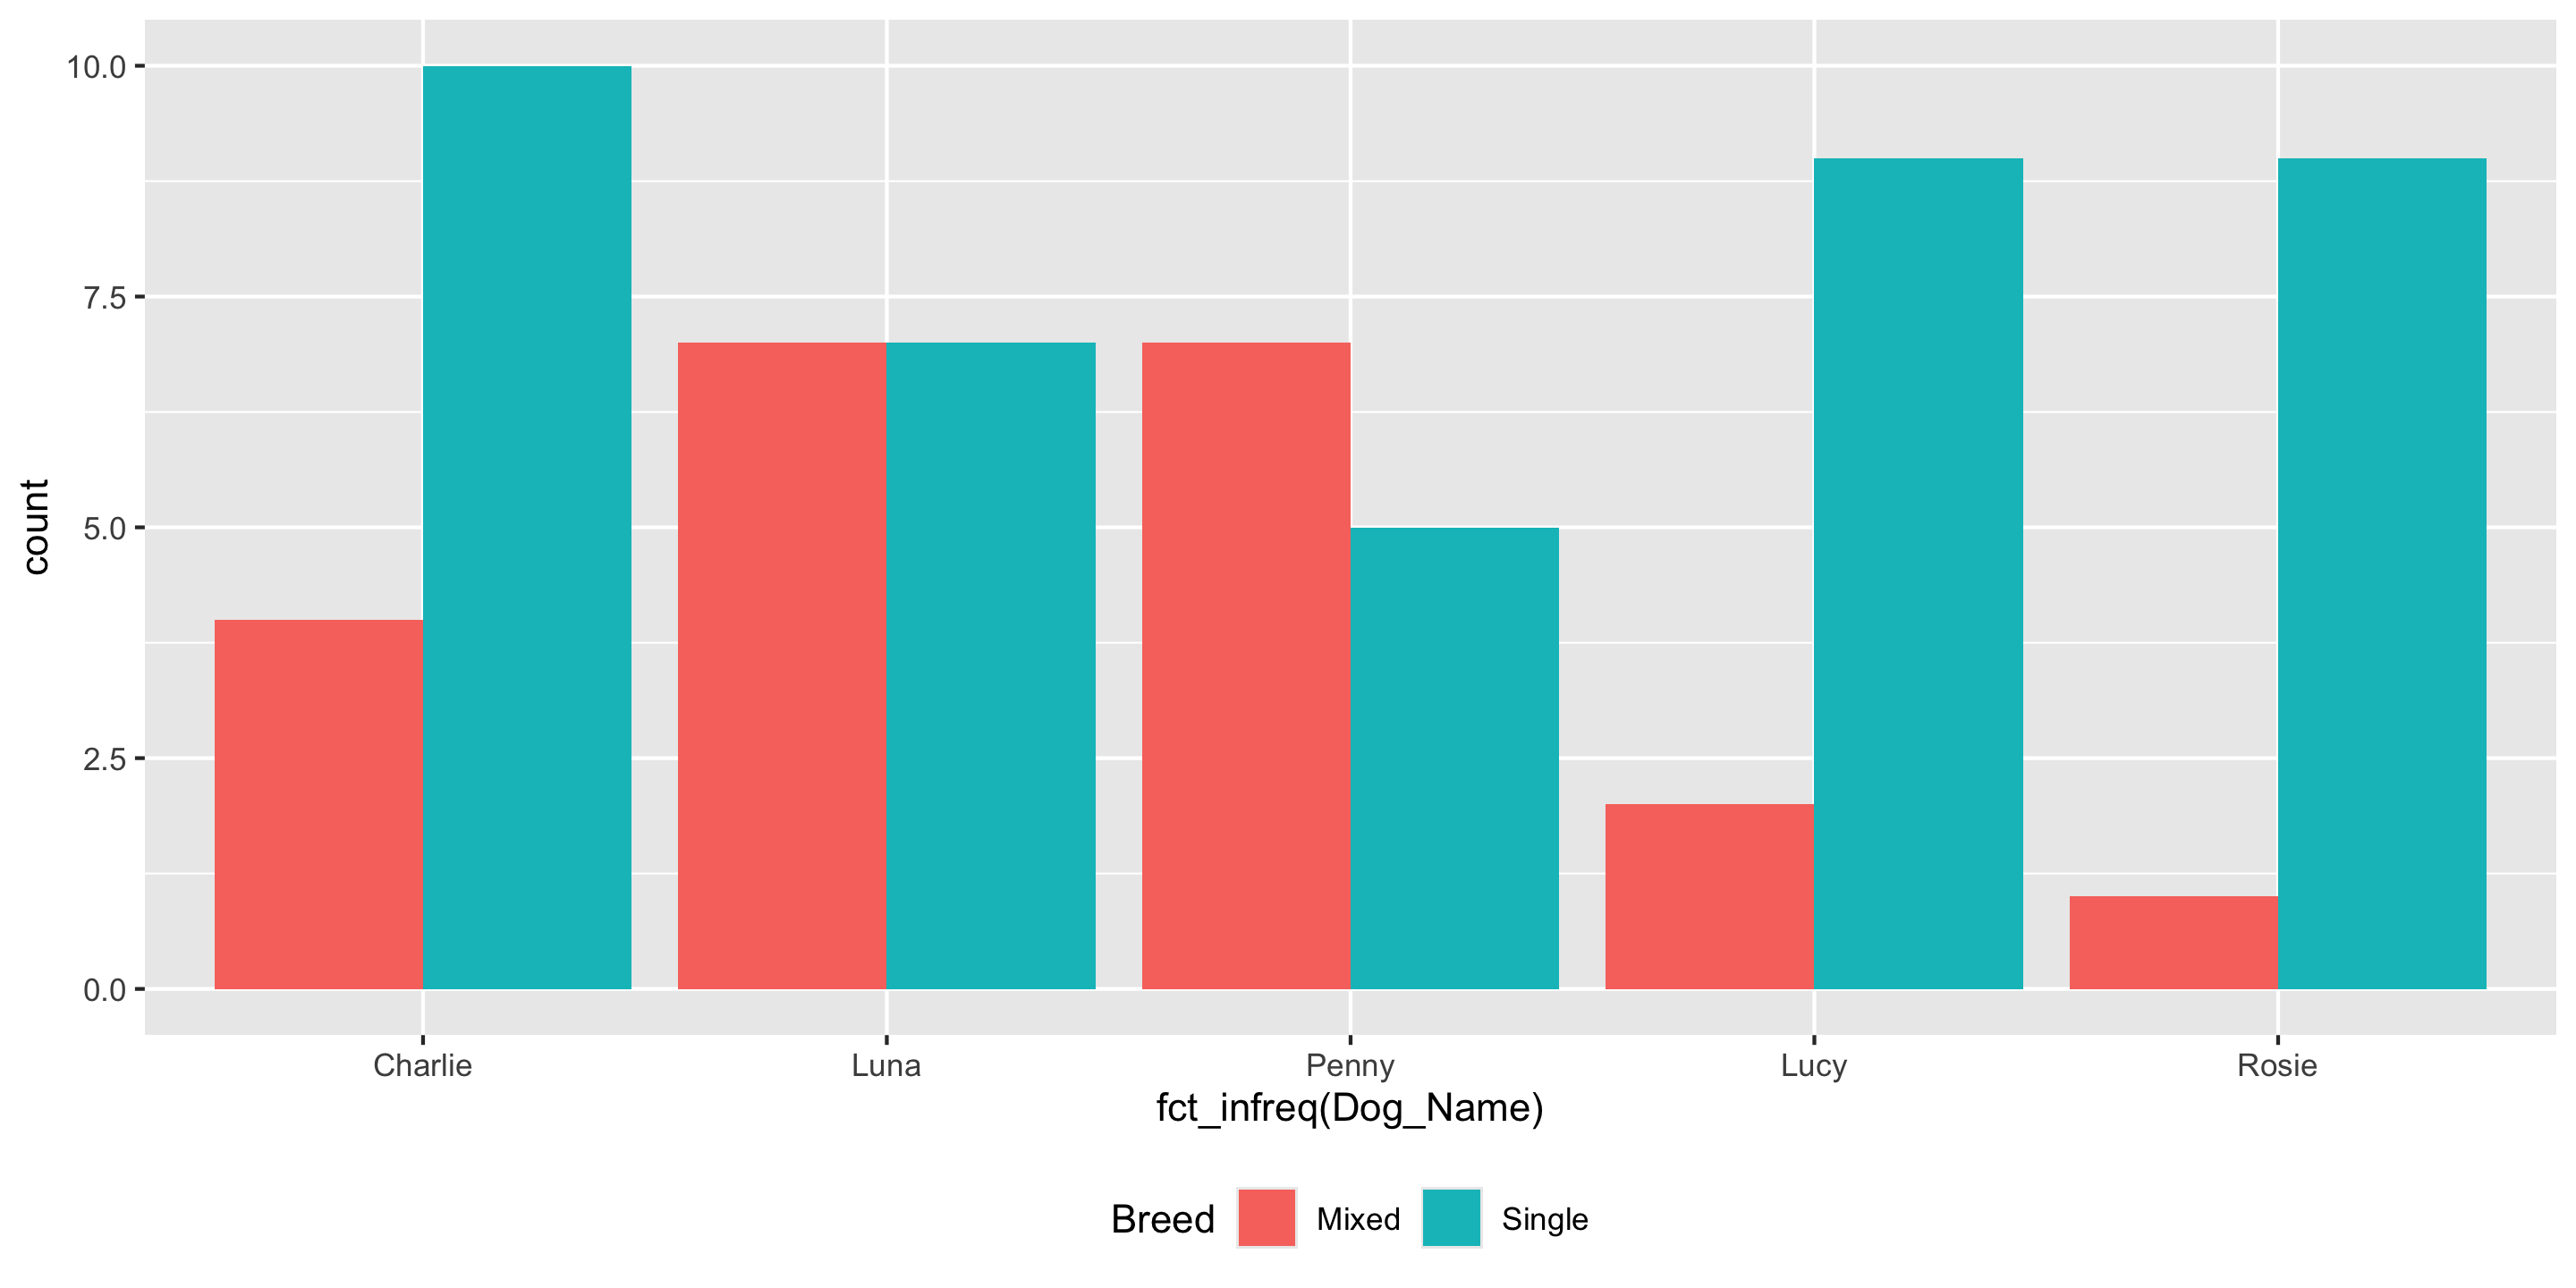 10.0
7.5
5.0
2.5
0.0
count
Charlie Luna Penny Lucy Rosie
fct_infreq(Dog_Name)
Breed Mixed Single